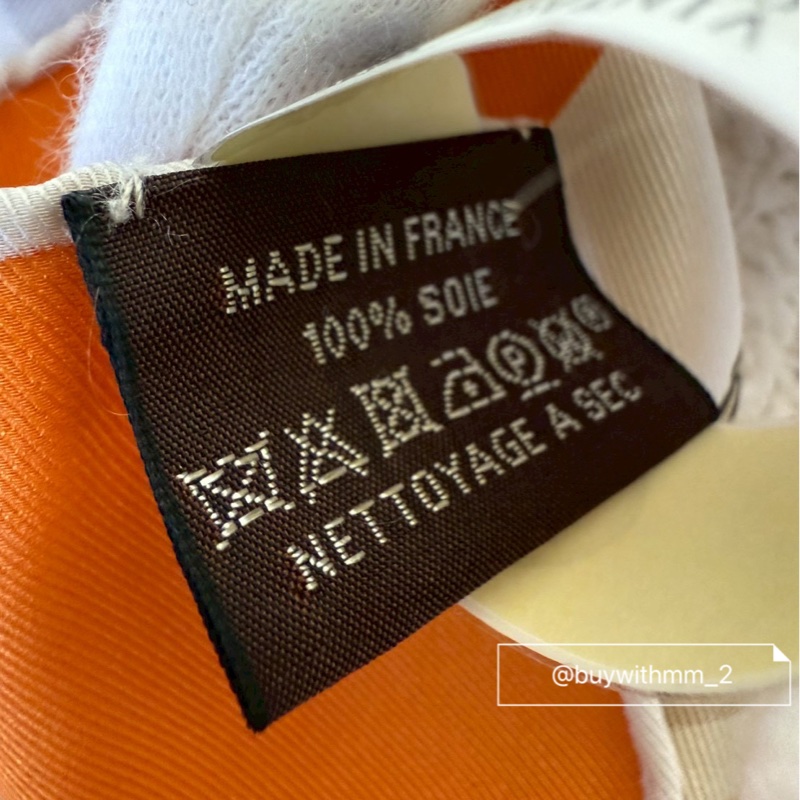 MADE IN FRANCE
100% SOIE
P
®
NETTOYAGE A SEC
@buywithmm_2